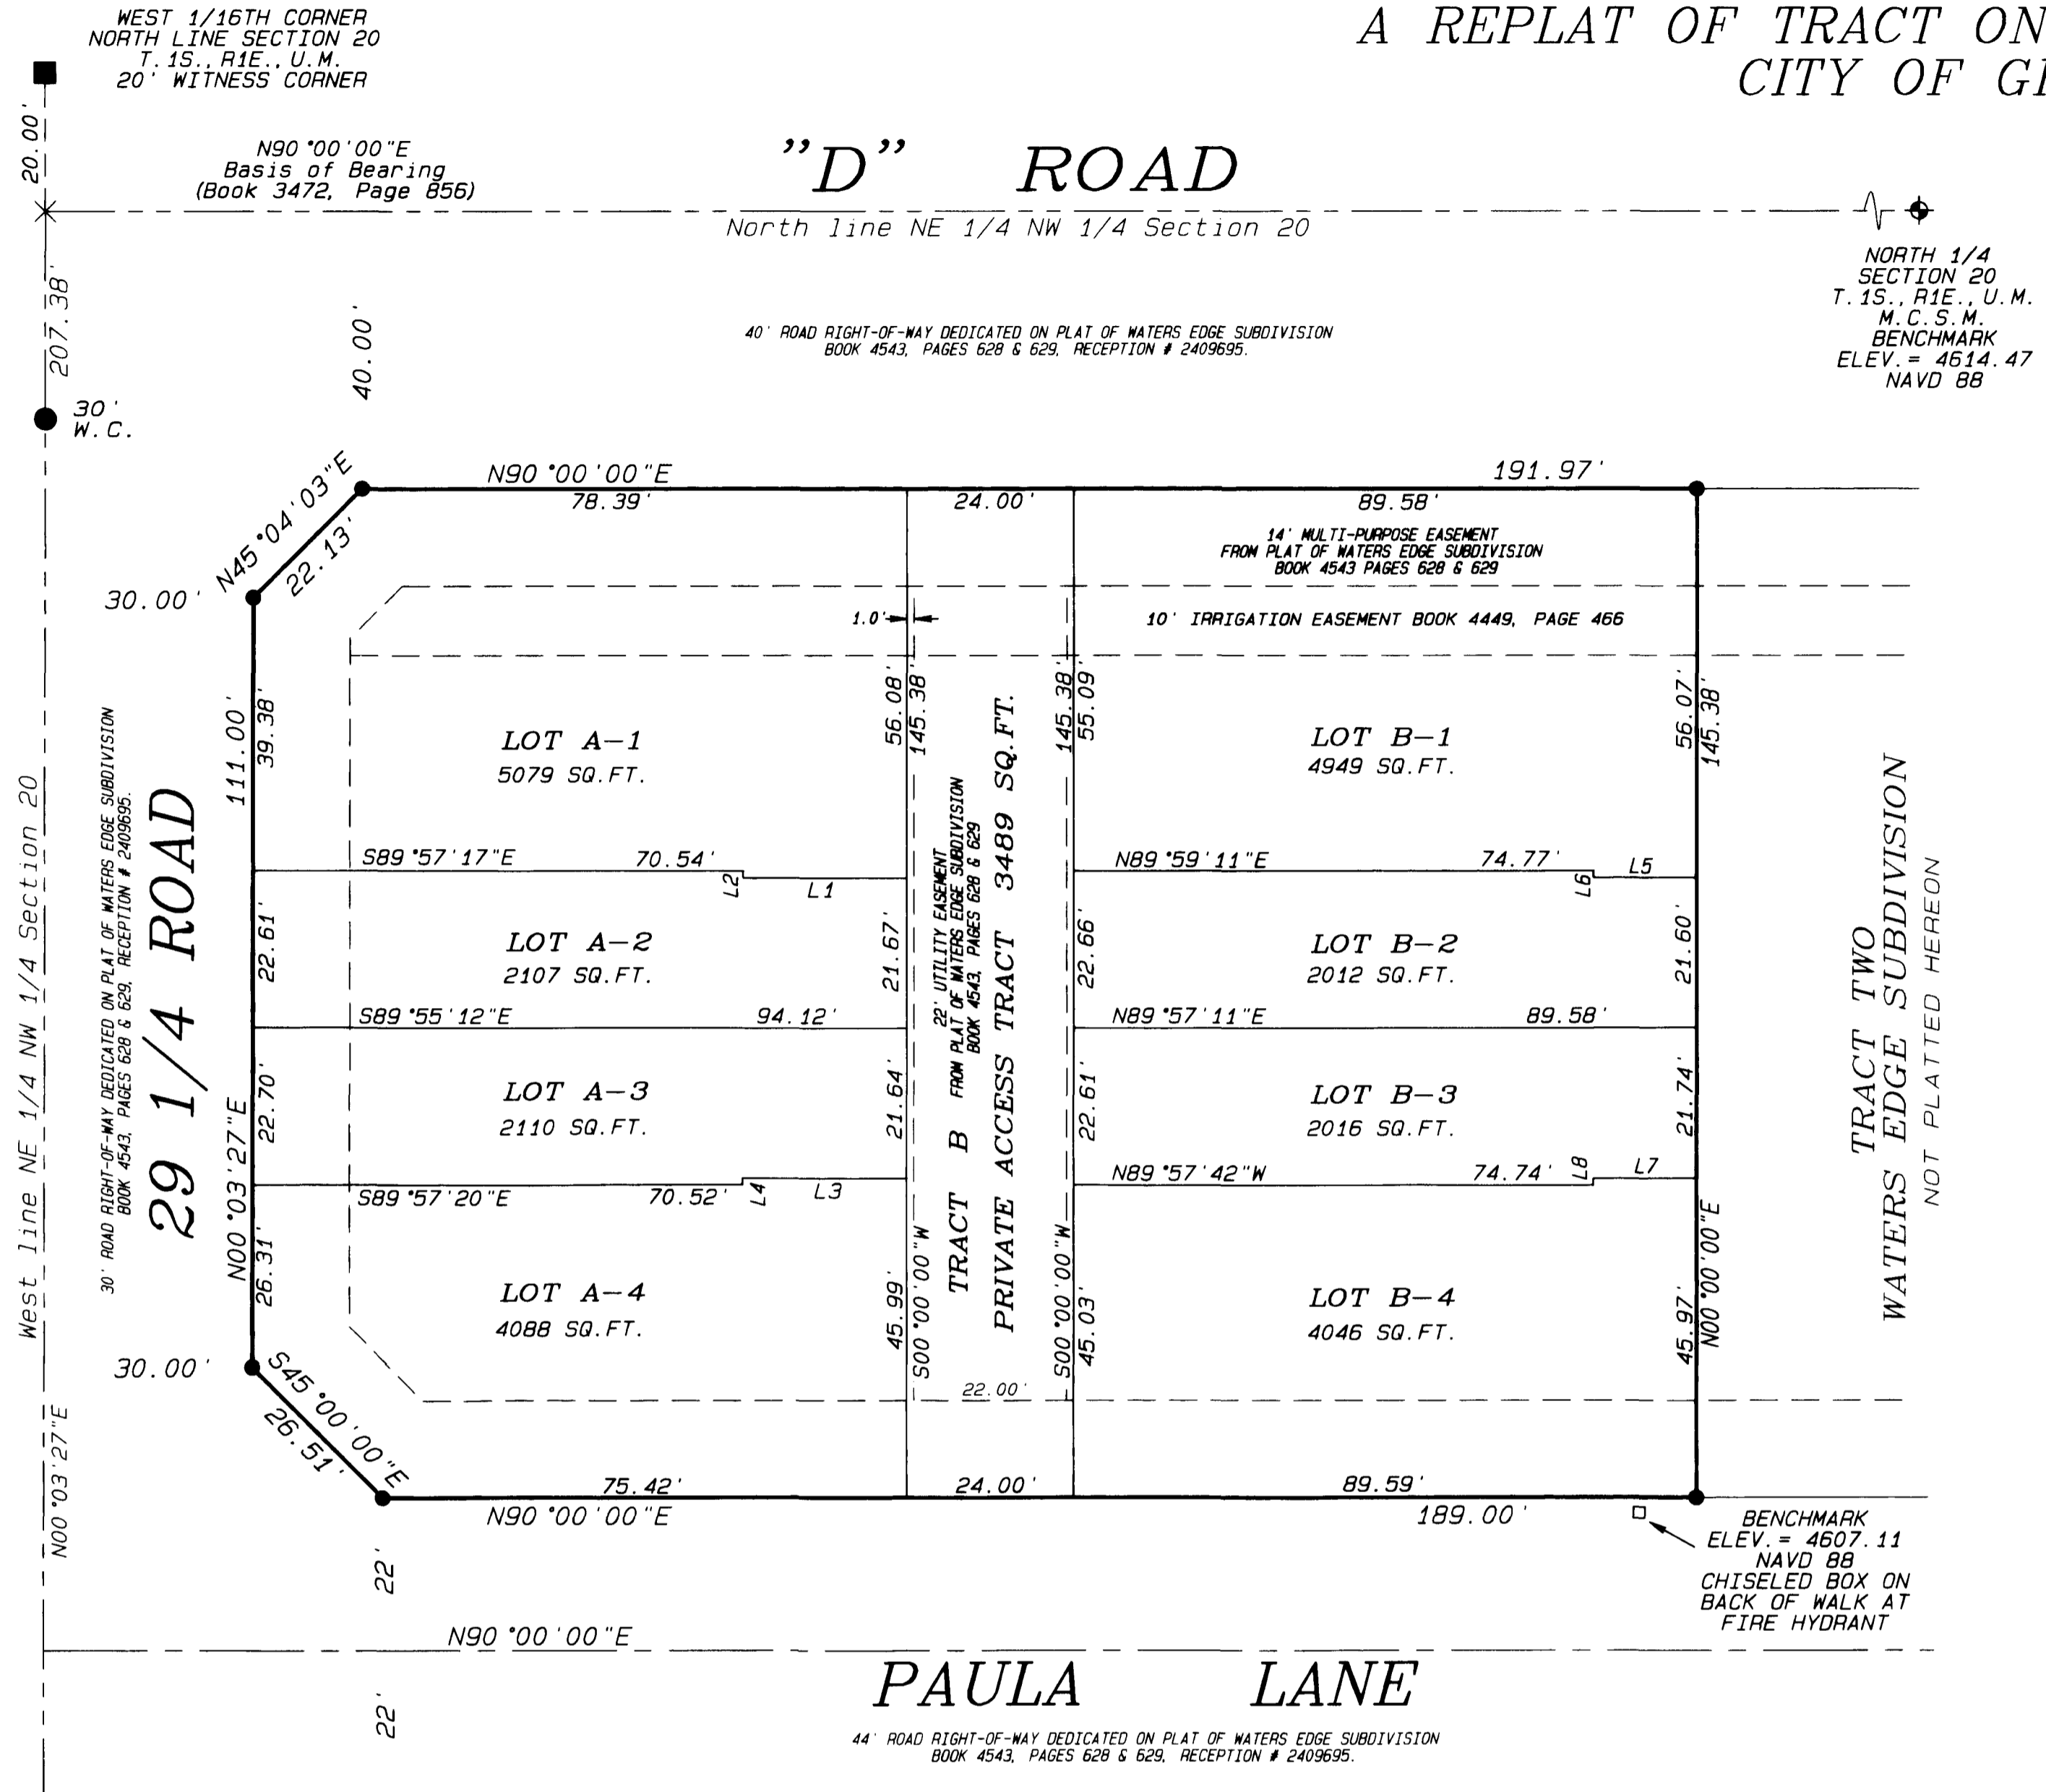 WEST 1/16TH CORNER
NORTH LINE SECTION 20
T.1S., R1E., U.M.
20' WITNESS CORNER
A REPLAT OF TRACT ON
CITY OF G
20.00'
N90°00'00"E
Basis of Bearing
(Book 3472, Page 856)
"D" ROAD
North line NE 1/4 NW 1/4 Section 20
NORTH 1/4
SECTION 20
T.1S., R1E., U.M.
M.C.S.M.
BENCHMARK
ELEV.= 4614.47
NAVD 88
207.38'
30'
W.C.
40.00'
40' ROAD RIGHT-OF-WAY DEDICATED ON PLAT OF WATERS EDGE SUBDIVISION
BOOK 4543, PAGES 628 & 629, RECEPTION # 2409695.
N45°04'03"E
22.13'
N90°00'00"E
191.97'
78.39'
24.00'
89.58'
14' MULTI-PURPOSE EASEMENT
FROM PLAT OF WATERS EDGE SUBDIVISION
BOOK 4543 PAGES 628 & 629
30.00'
1.0'
10' IRRIGATION EASEMENT BOOK 4449, PAGE 466
111.00'
39.38'
LOT A-1
5079 SQ.FT.
56.08'
145.38'
145.38'
55.09'
LOT B-1
4949 SQ.FT.
56.07'
145.38'
S89°57'17"E
70.54'
L2
L1
N89°59'11"E
74.77'
L6
L5
22.61'
LOT A-2
2107 SQ.FT.
21.67'
22.66'
LOT B-2
2012 SQ.FT.
21.60'
S89°55'12"E
94.12'
N89°57'11"E
89.58'
22.70'
LOT A-3
2110 SQ.FT.
21.64'
22.61'
LOT B-3
2016 SQ.FT.
21.74'
S89°57'20"E
70.52'
L4
L3
N89°57'42"W
74.74'
L8
L7
N00°03'27"E
26.31'
LOT A-4
4088 SQ.FT.
45.99'
S00°00'00"W
S00°00'00"W
45.03'
LOT B-4
4046 SQ.FT.
45.97'
N00°00'00"E
22' UTILITY EASEMENT
FROM PLAT OF WATERS EDGE SUBDIVISION
BOOK 4543, PAGES 628 & 629
TRACT B
PRIVATE ACCESS TRACT 3489 SQ.FT.
22.00'
West line NE 1/4 NW 1/4 Section 20
30' ROAD RIGHT-OF-WAY DEDICATED ON PLAT OF WATERS EDGE SUBDIVISION
BOOK 4543, PAGES 628 & 629, RECEPTION # 2409695.
29 1/4 ROAD
TRACT TWO
WATERS EDGE SUBDIVISION
NOT PLATTED HEREON
30.00'
S45°00'00"E
26.51'
N00°03'27"E
75.42'
24.00'
89.59'
N90°00'00"E
189.00'
BENCHMARK
ELEV.= 4607.11
NAVD 88
CHISELED BOX ON
BACK OF WALK AT
FIRE HYDRANT
22'
N90°00'00"E
22'
PAULA LANE
44' ROAD RIGHT-OF-WAY DEDICATED ON PLAT OF WATERS EDGE SUBDIVISION
BOOK 4543, PAGES 628 & 629, RECEPTION # 2409695.